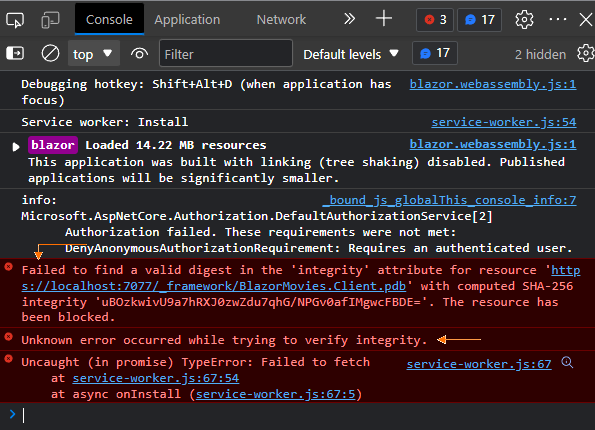 Console Application Network 3 17
top Filter Default levels 17 2 hidden
Debugging hotkey: Shift+Alt+D (when application has blazor.webassembly.js:1
focus)
Service worker: Install service-worker.js:54
blazor Loaded 14.22 MB resources blazor.webassembly.js:1
This application was built with linking (tree shaking) disabled. Published
applications will be significantly smaller.
info: _bound_js_globalThis_console_info:7
Microsoft.AspNetCore.Authorization.DefaultAuthorizationService[2]
Authorization failed. These requirements were not met:
DenyAnonymousAuthorizationRequirement: Requires an authenticated user.
Failed to find a valid digest in the 'integrity' attribute for resource 'http
s://localhost:7077/_framework/BlazorMovies.Client.pdb' with computed SHA-256
integrity 'uBOzkwivU9a7hRXJ0zwZdu7qhG/NPGv0afIMgwcFBDE='. The resource has
been blocked.
Unknown error occurred while trying to verify integrity.
Uncaught (in promise) TypeError: Failed to fetch service-worker.js:67
at service-worker.js:67:54
at async onInstall (service-worker.js:67:5)